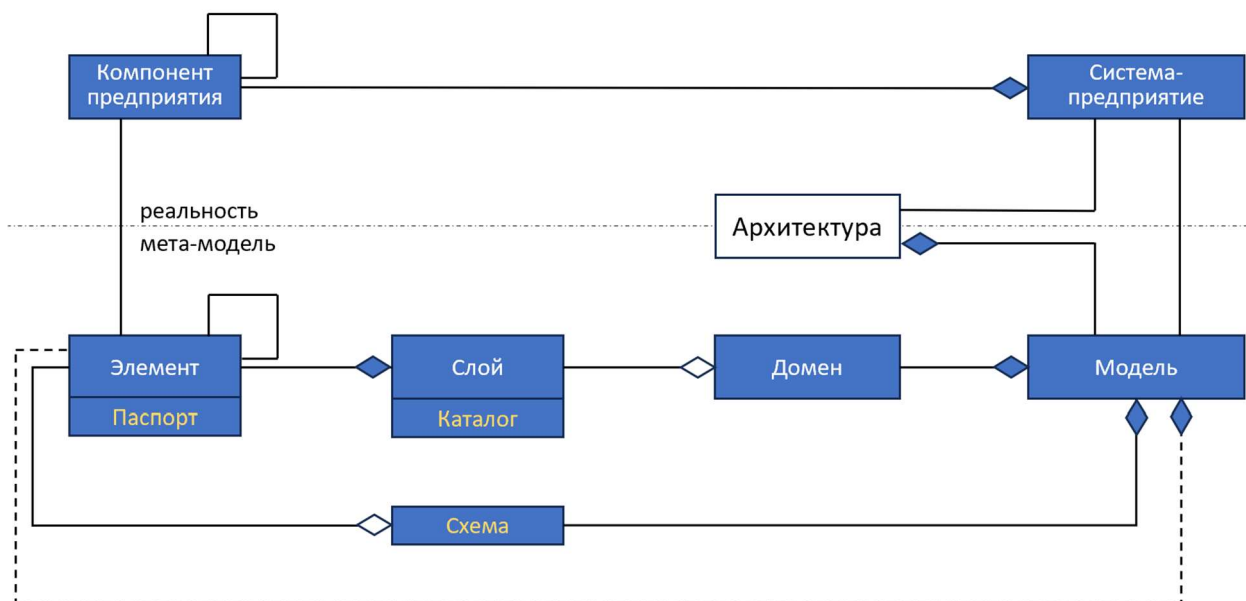 Компонент
предприятия
Система-
предприятие
реальность
Архитектура
мета-модель
Элемент
Слой
Домен
Модель
Паспорт
Каталог
Схема